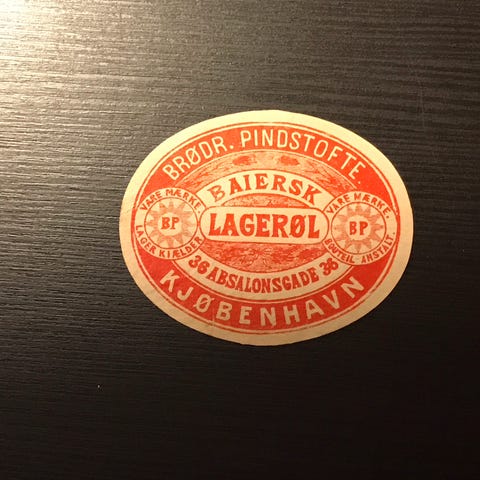 BRØDR. PINDSTOFTE
BAIERSK
LAGERØL
36 ABSALONSGADE 36
KJØBENHAVN
VARE MÆRKE.
BP
LAGER KJÆLDER
VARE MÆRKE.
BP
BOUTEIL-ANSTALT.